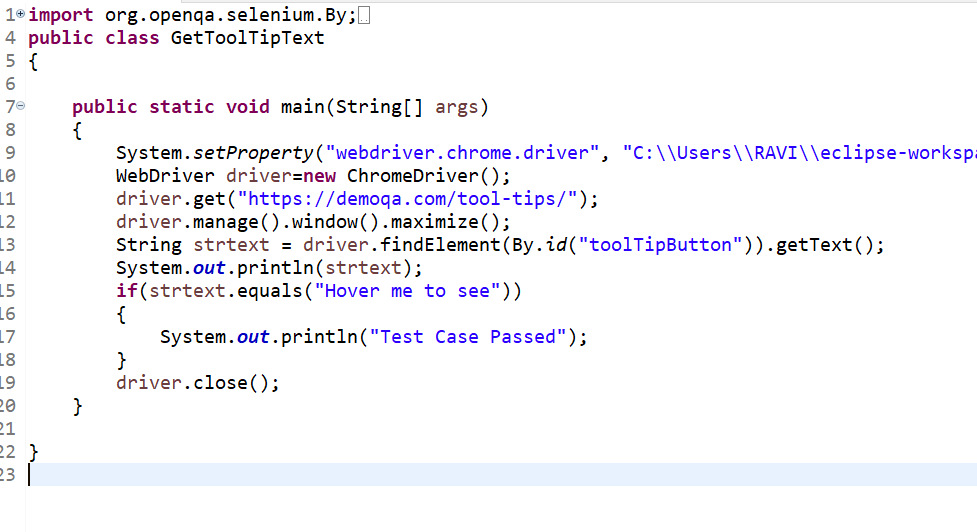 1 import org.openqa.selenium.By;
4 public class GetToolTipText
5 {
6
7     public static void main(String[] args)
8     {
9         System.setProperty("webdriver.chrome.driver", "C:\\Users\\RAVI\\eclipse-workspa
10         WebDriver driver=new ChromeDriver();
11         driver.get("https://demoqa.com/tool-tips/");
12         driver.manage().window().maximize();
13         String strtext = driver.findElement(By.id("toolTipButton")).getText();
14         System.out.println(strtext);
15         if(strtext.equals("Hover me to see"))
16         {
17             System.out.println("Test Case Passed");
18         }
19         driver.close();
20     }
21
22 }
23